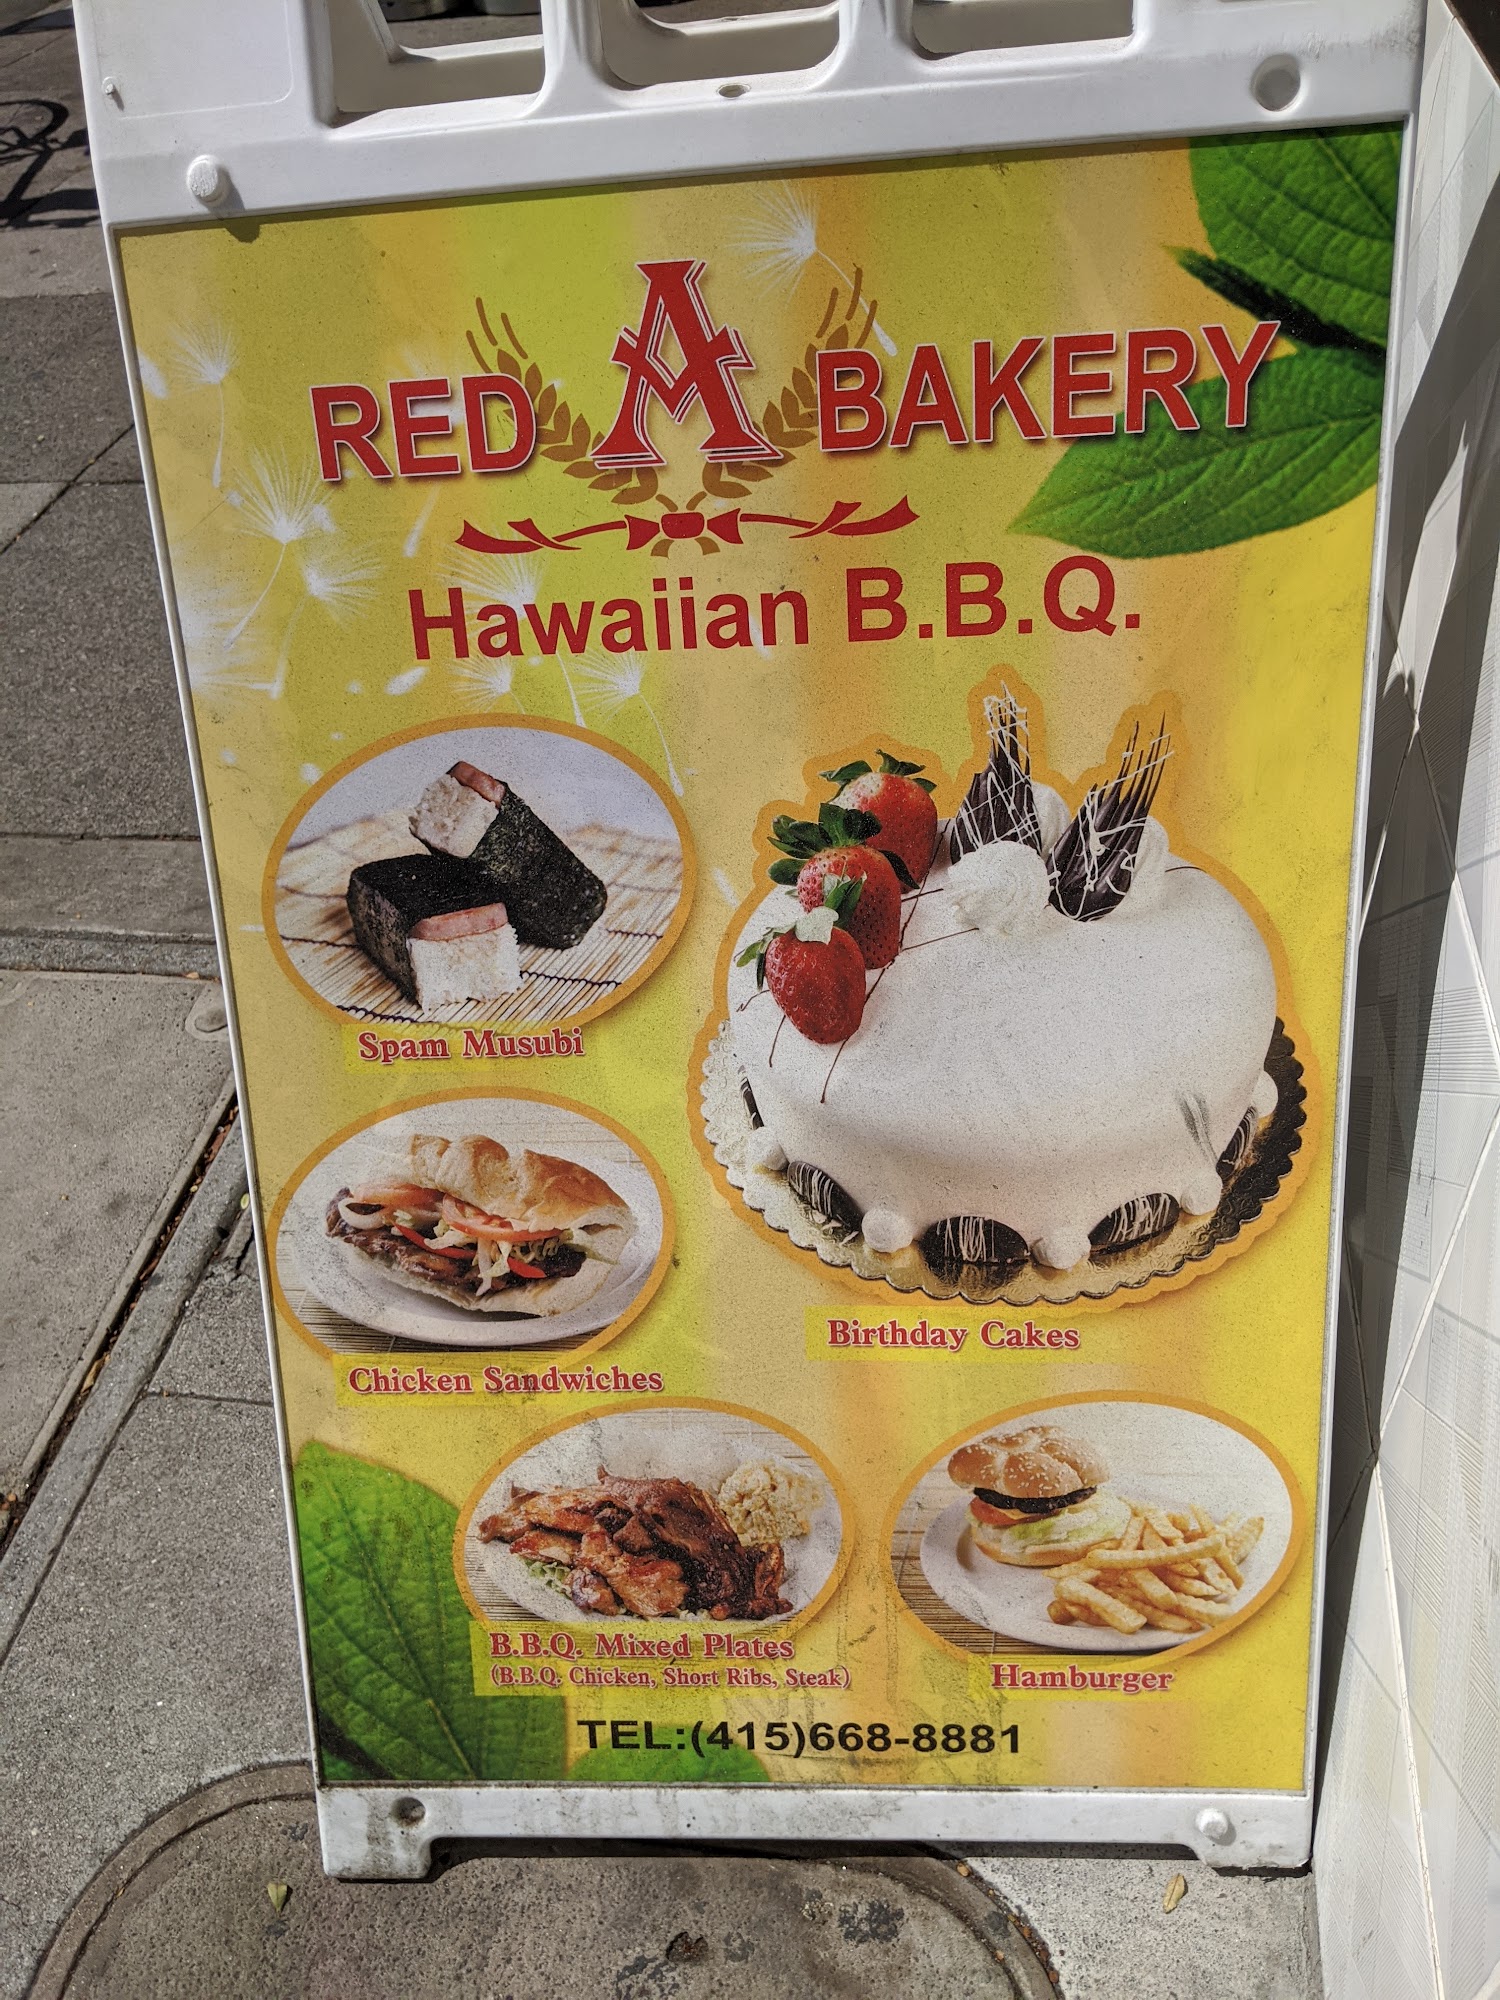 RED A BAKERY
Hawaiian B.B.Q.
Spam Musubi
Chicken Sandwiches
Birthday Cakes
B.B.Q. Mixed Plates
(B.B.Q. Chicken, Short Ribs, Steak)
Hamburger
TEL:(415)668-8881